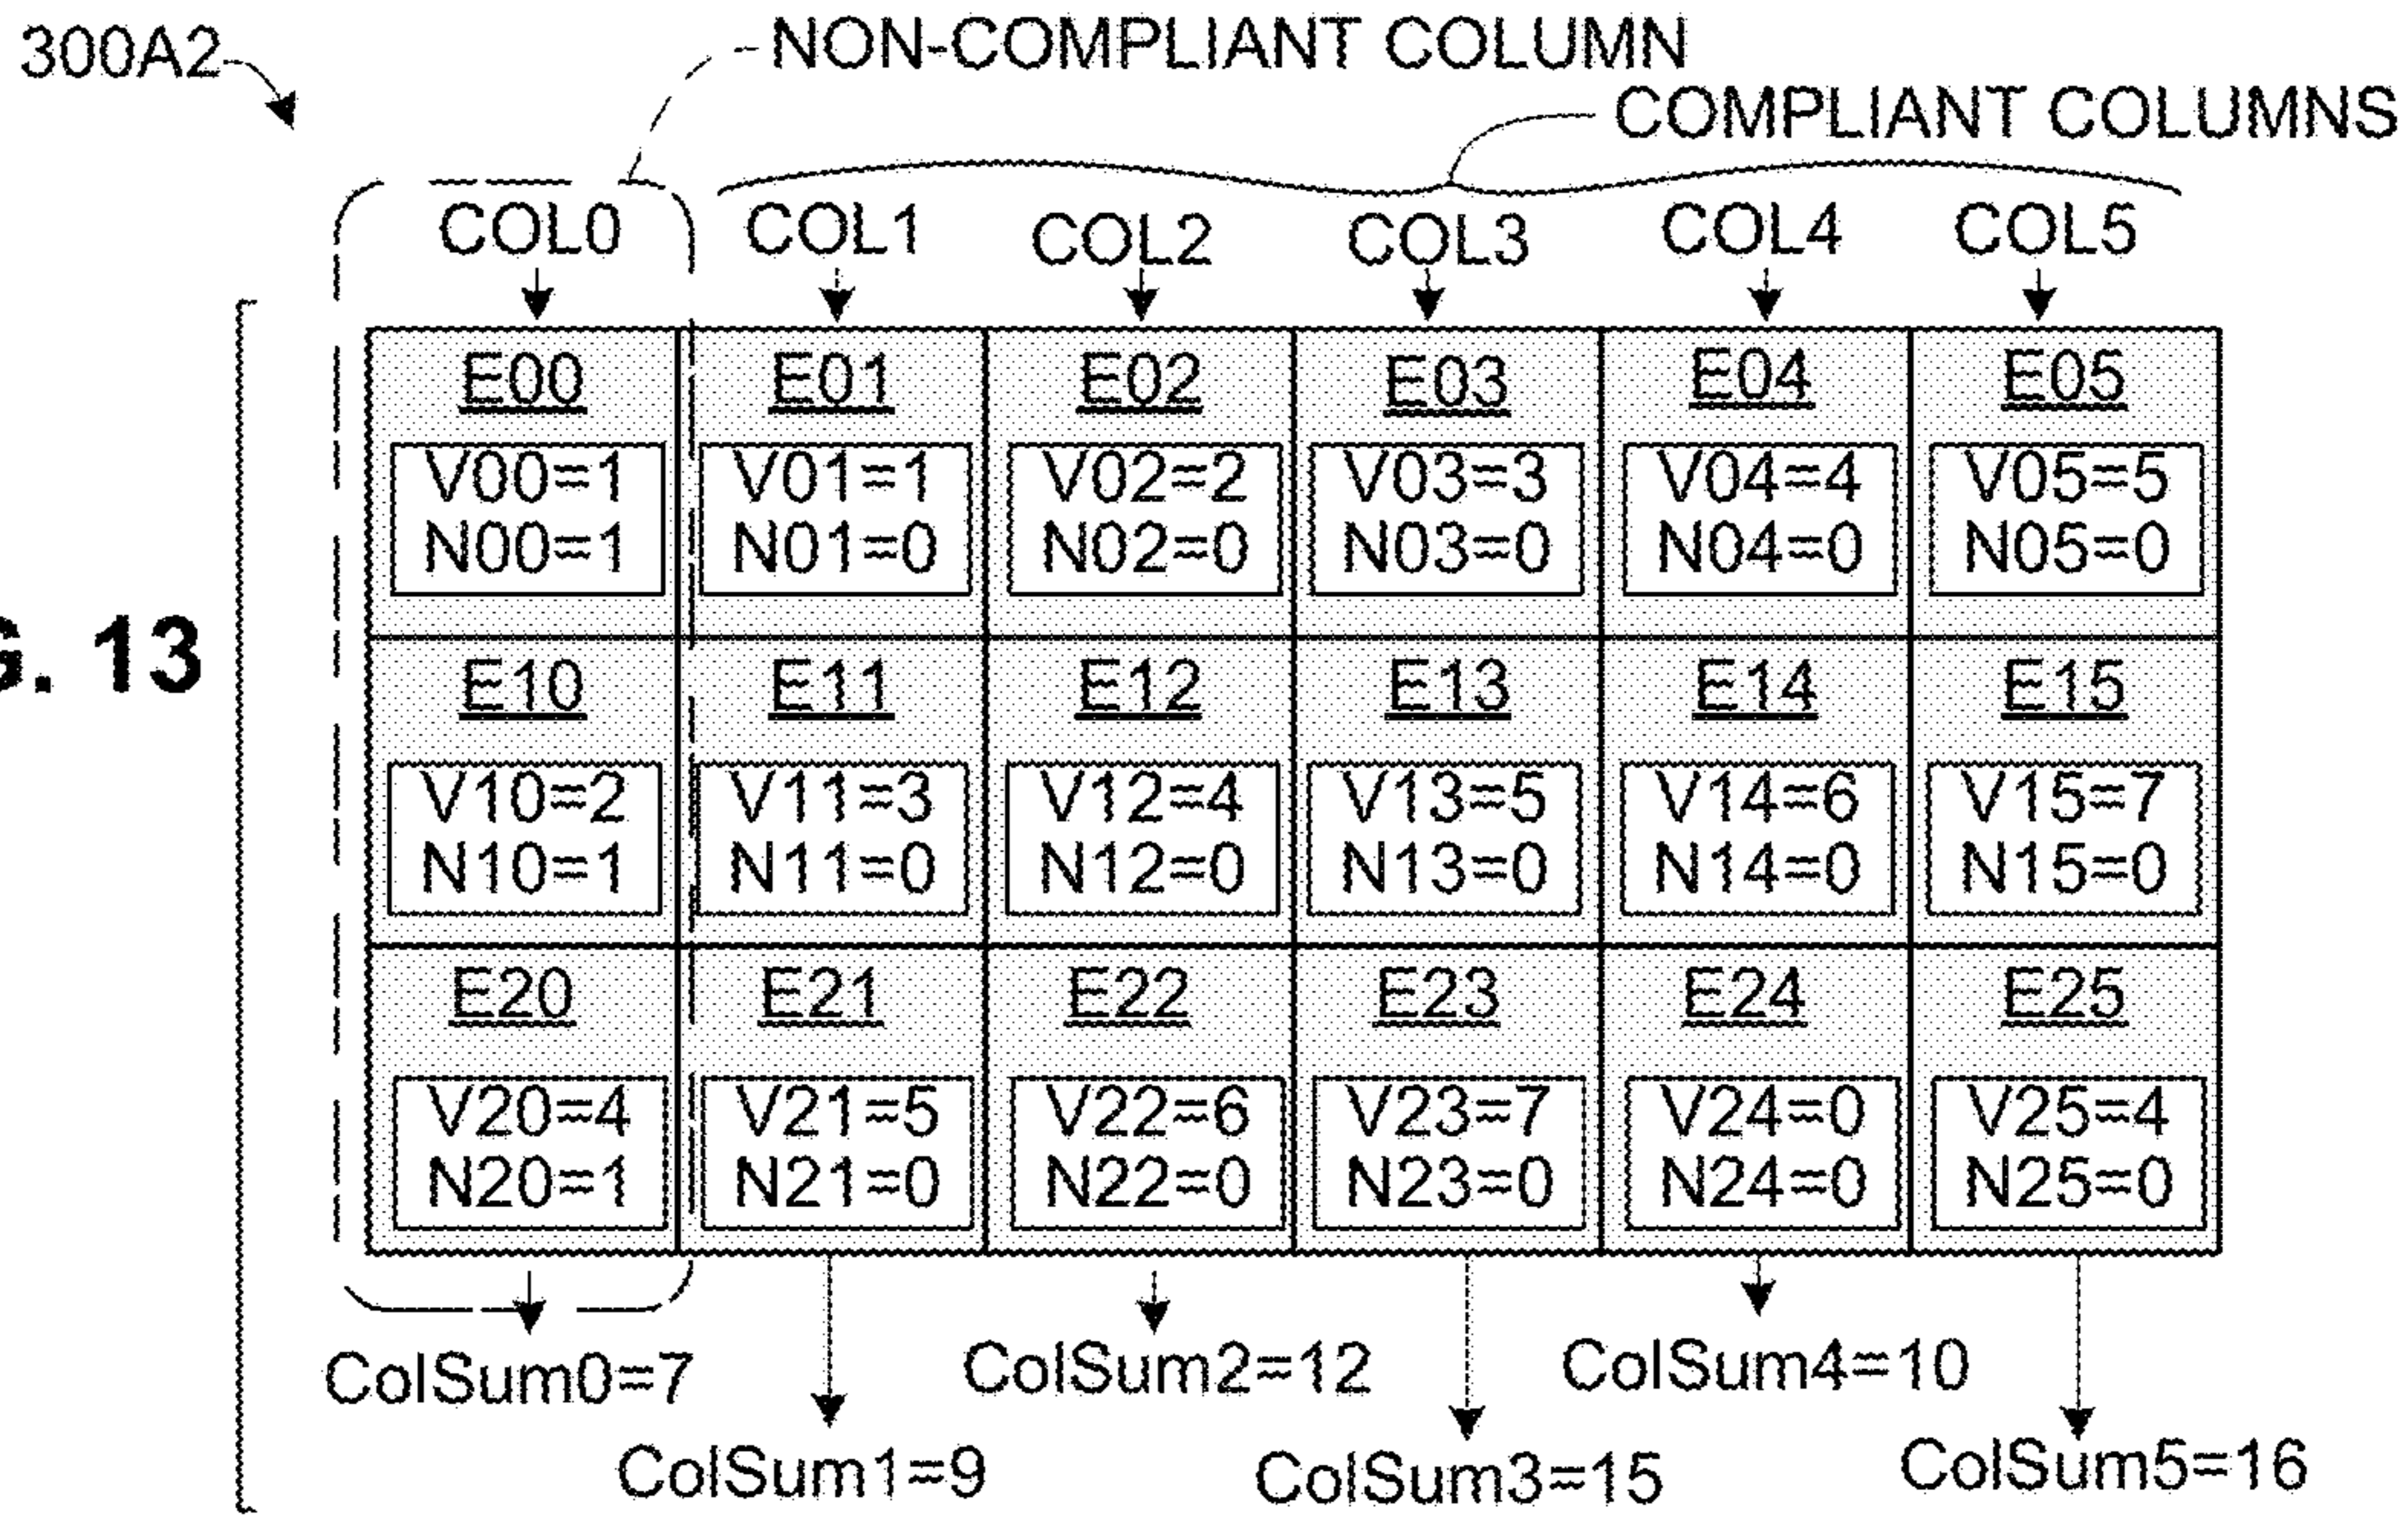 300A2
NON-COMPLIANT COLUMN
COMPLIANT COLUMNS
COL0 COL1 COL2 COL3 COL4 COL5
E00 E01 E02 E03 E04 E05
V00=1 V01=1 V02=2 V03=3 V04=4 V05=5
N00=1 N01=0 N02=0 N03=0 N04=0 N05=0
G. 13
E10 E11 E12 E13 E14 E15
V10=2 V11=3 V12=4 V13=5 V14=6 V15=7
N10=1 N11=0 N12=0 N13=0 N14=0 N15=0
E20 E21 E22 E23 E24 E25
V20=4 V21=5 V22=6 V23=7 V24=0 V25=4
N20=1 N21=0 N22=0 N23=0 N24=0 N25=0
ColSum0=7 ColSum2=12 ColSum4=10
ColSum1=9 ColSum3=15 ColSum5=16